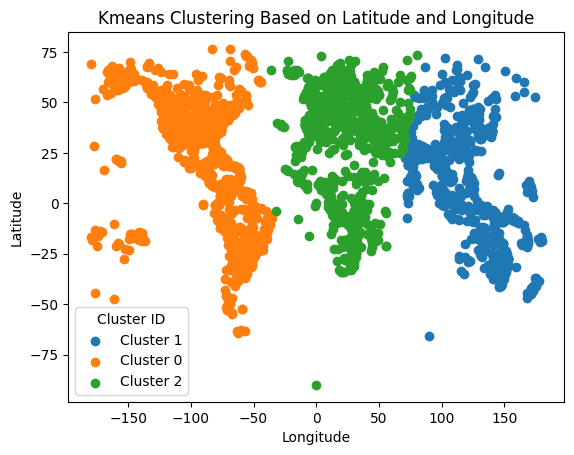 Kmeans Clustering Based on Latitude and Longitude
75
50
25
0
−25
−50
−75
Latitude
Cluster ID
Cluster 1
Cluster 0
Cluster 2
−150 −100 −50 0 50 100 150
Longitude